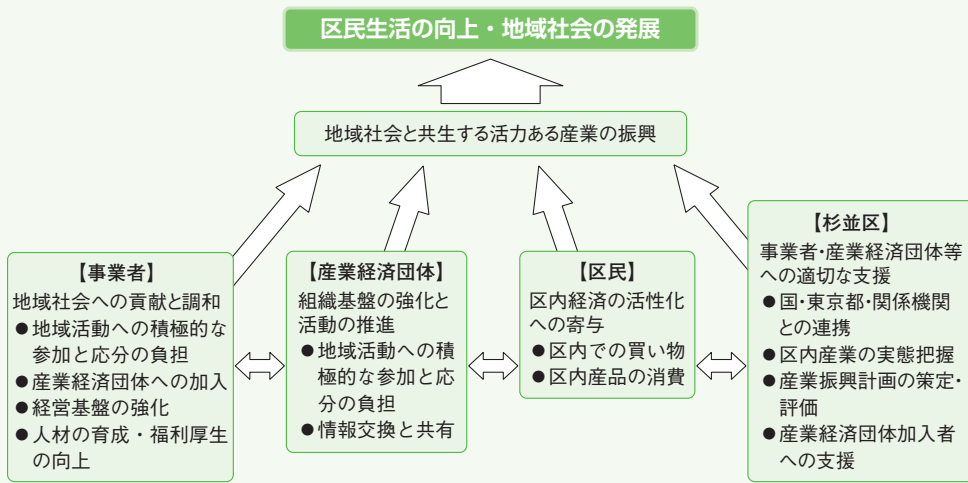 区民生活の向上・地域社会の発展
地域社会と共生する活力ある産業の振興
【事業者】
地域社会への貢献と調和
●地域活動への積極的な
参加と応分の負担
●産業経済団体への加入
●経営基盤の強化
●人材の育成・福利厚生
の向上
【産業経済団体】
組織基盤の強化と
活動の推進
●地域活動への積
極的な参加と応
分の負担
●情報交換と共有
【区民】
区内経済の活性化
への寄与
●区内での買い物
●区内産品の消費
【杉並区】
事業者・産業経済団体等
への適切な支援
●国・東京都・関係機関
との連携
●区内産業の実態把握
●産業振興計画の策定・
評価
●産業経済団体加入者
への支援